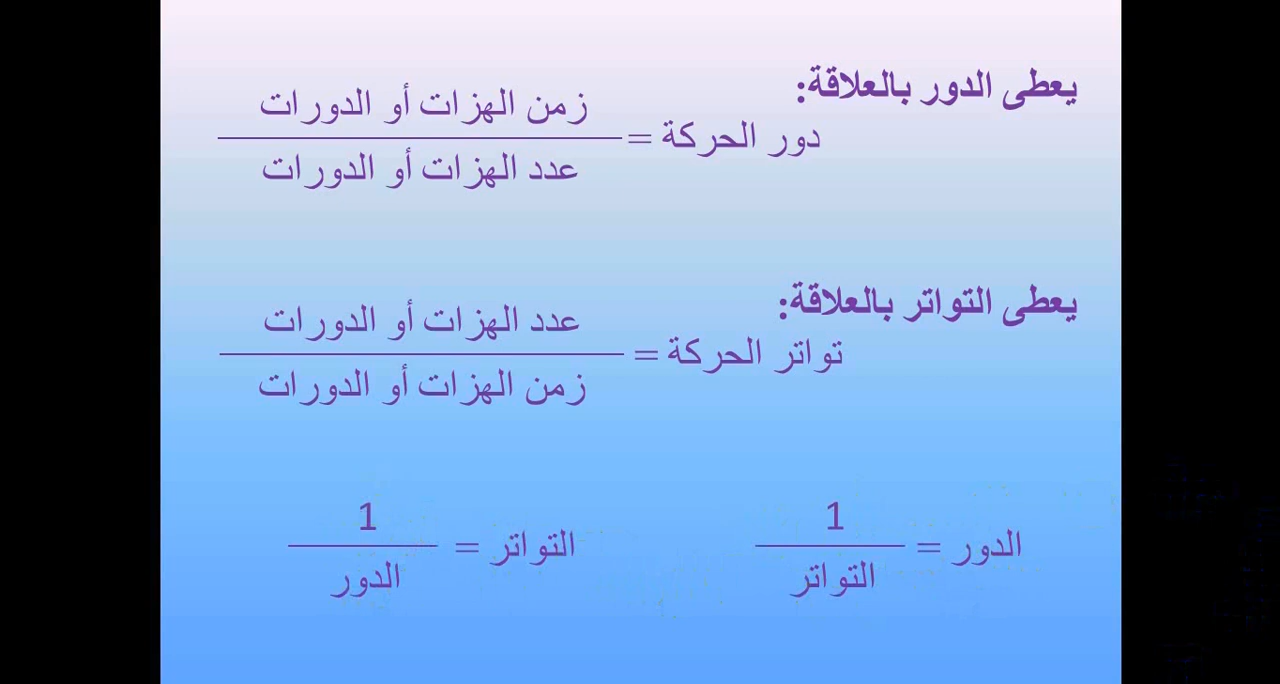 يعطى الدور بالعلاقة:
زمن الهزات أو الدورات
دور الحركة =
عدد الهزات أو الدورات
يعطى التواتر بالعلاقة:
عدد الهزات أو الدورات
تواتر الحركة =
زمن الهزات أو الدورات
1
الدور =
التواتر
1
التواتر =
الدور